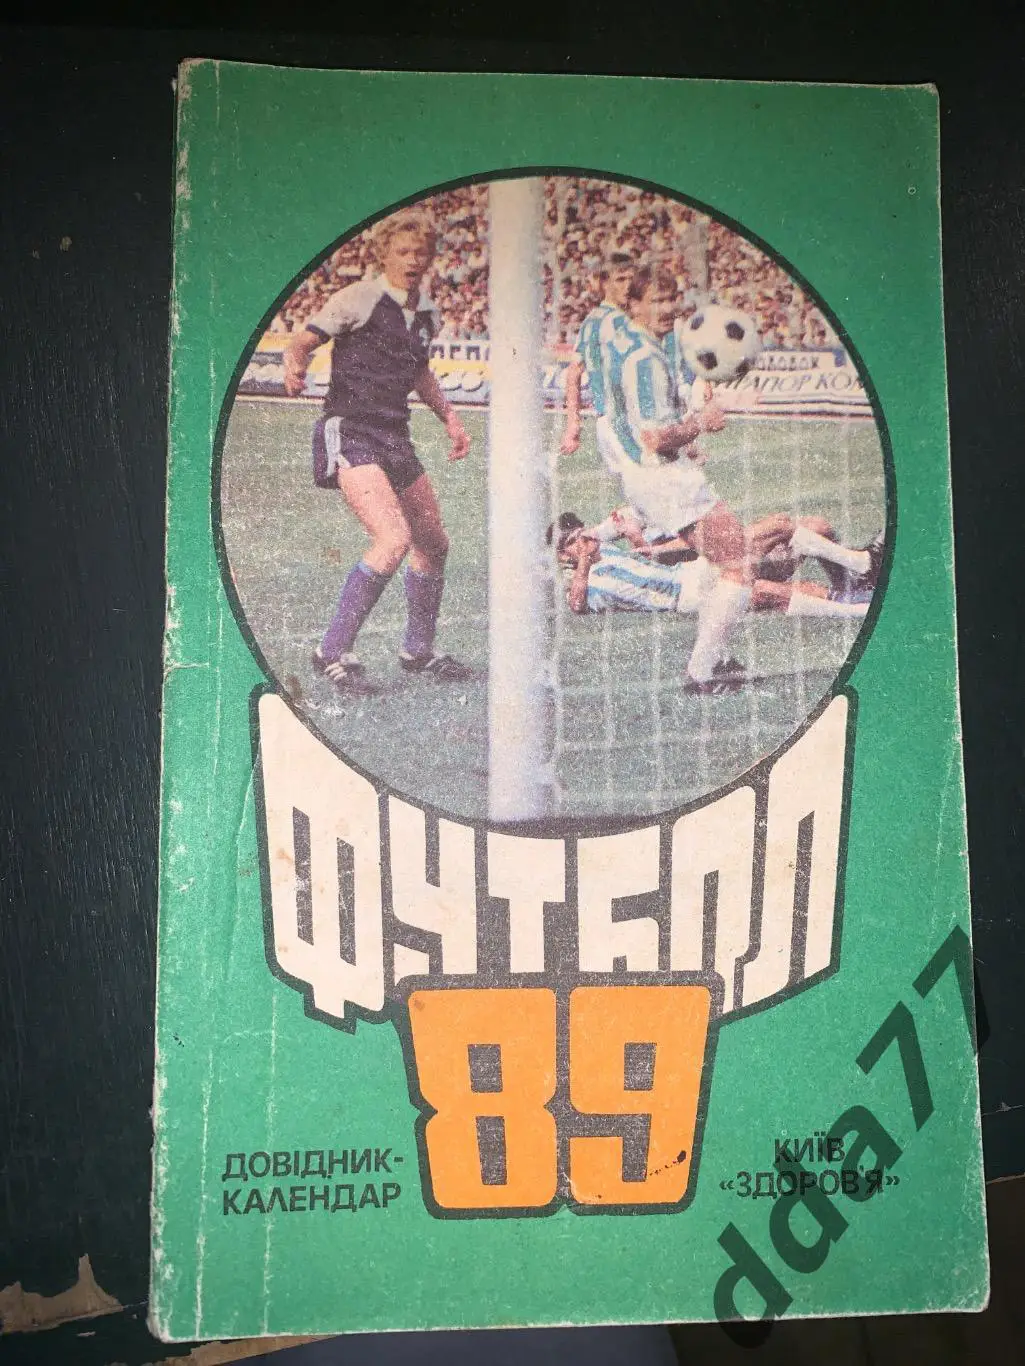 ФУТБОЛ
89
ДОВІДНИК-
КАЛЕНДАР
КИЇВ
«ЗДОРОВ'Я»
dda77